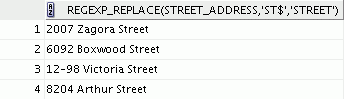 REGEXP_REPLACE(STREET_ADDRESS,'ST$','STREET')
1 2007 Zagora Street
2 6092 Boxwood Street
3 12-98 Victoria Street
4 8204 Arthur Street